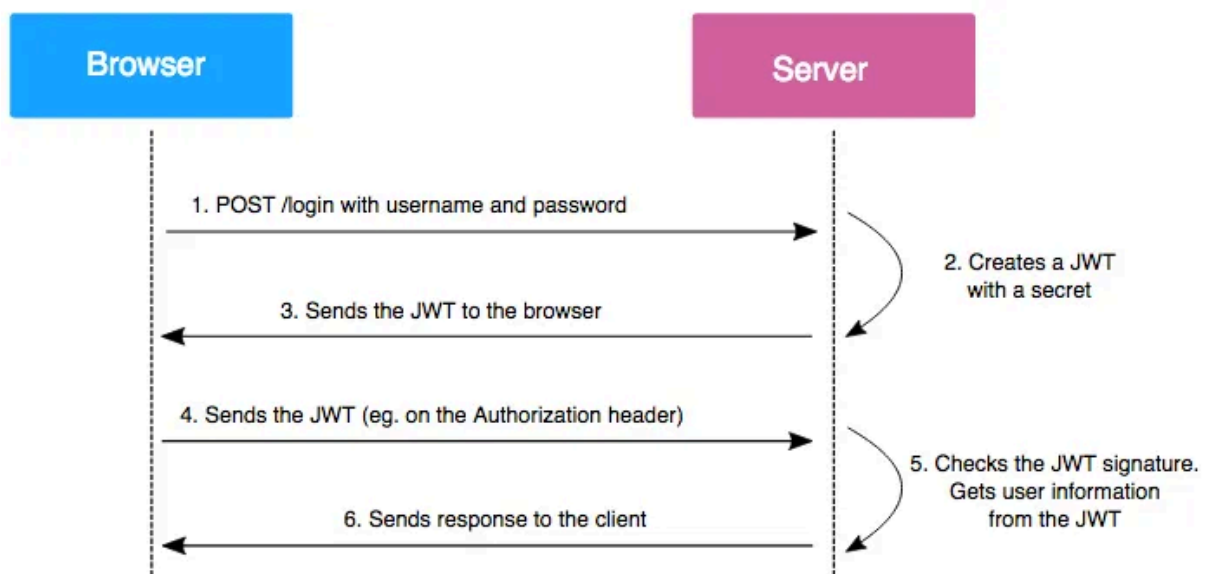 Browser
Server
1. POST /login with username and password
2. Creates a JWT
with a secret
3. Sends the JWT to the browser
4. Sends the JWT (eg. on the Authorization header)
5. Checks the JWT signature.
Gets user information
from the JWT
6. Sends response to the client